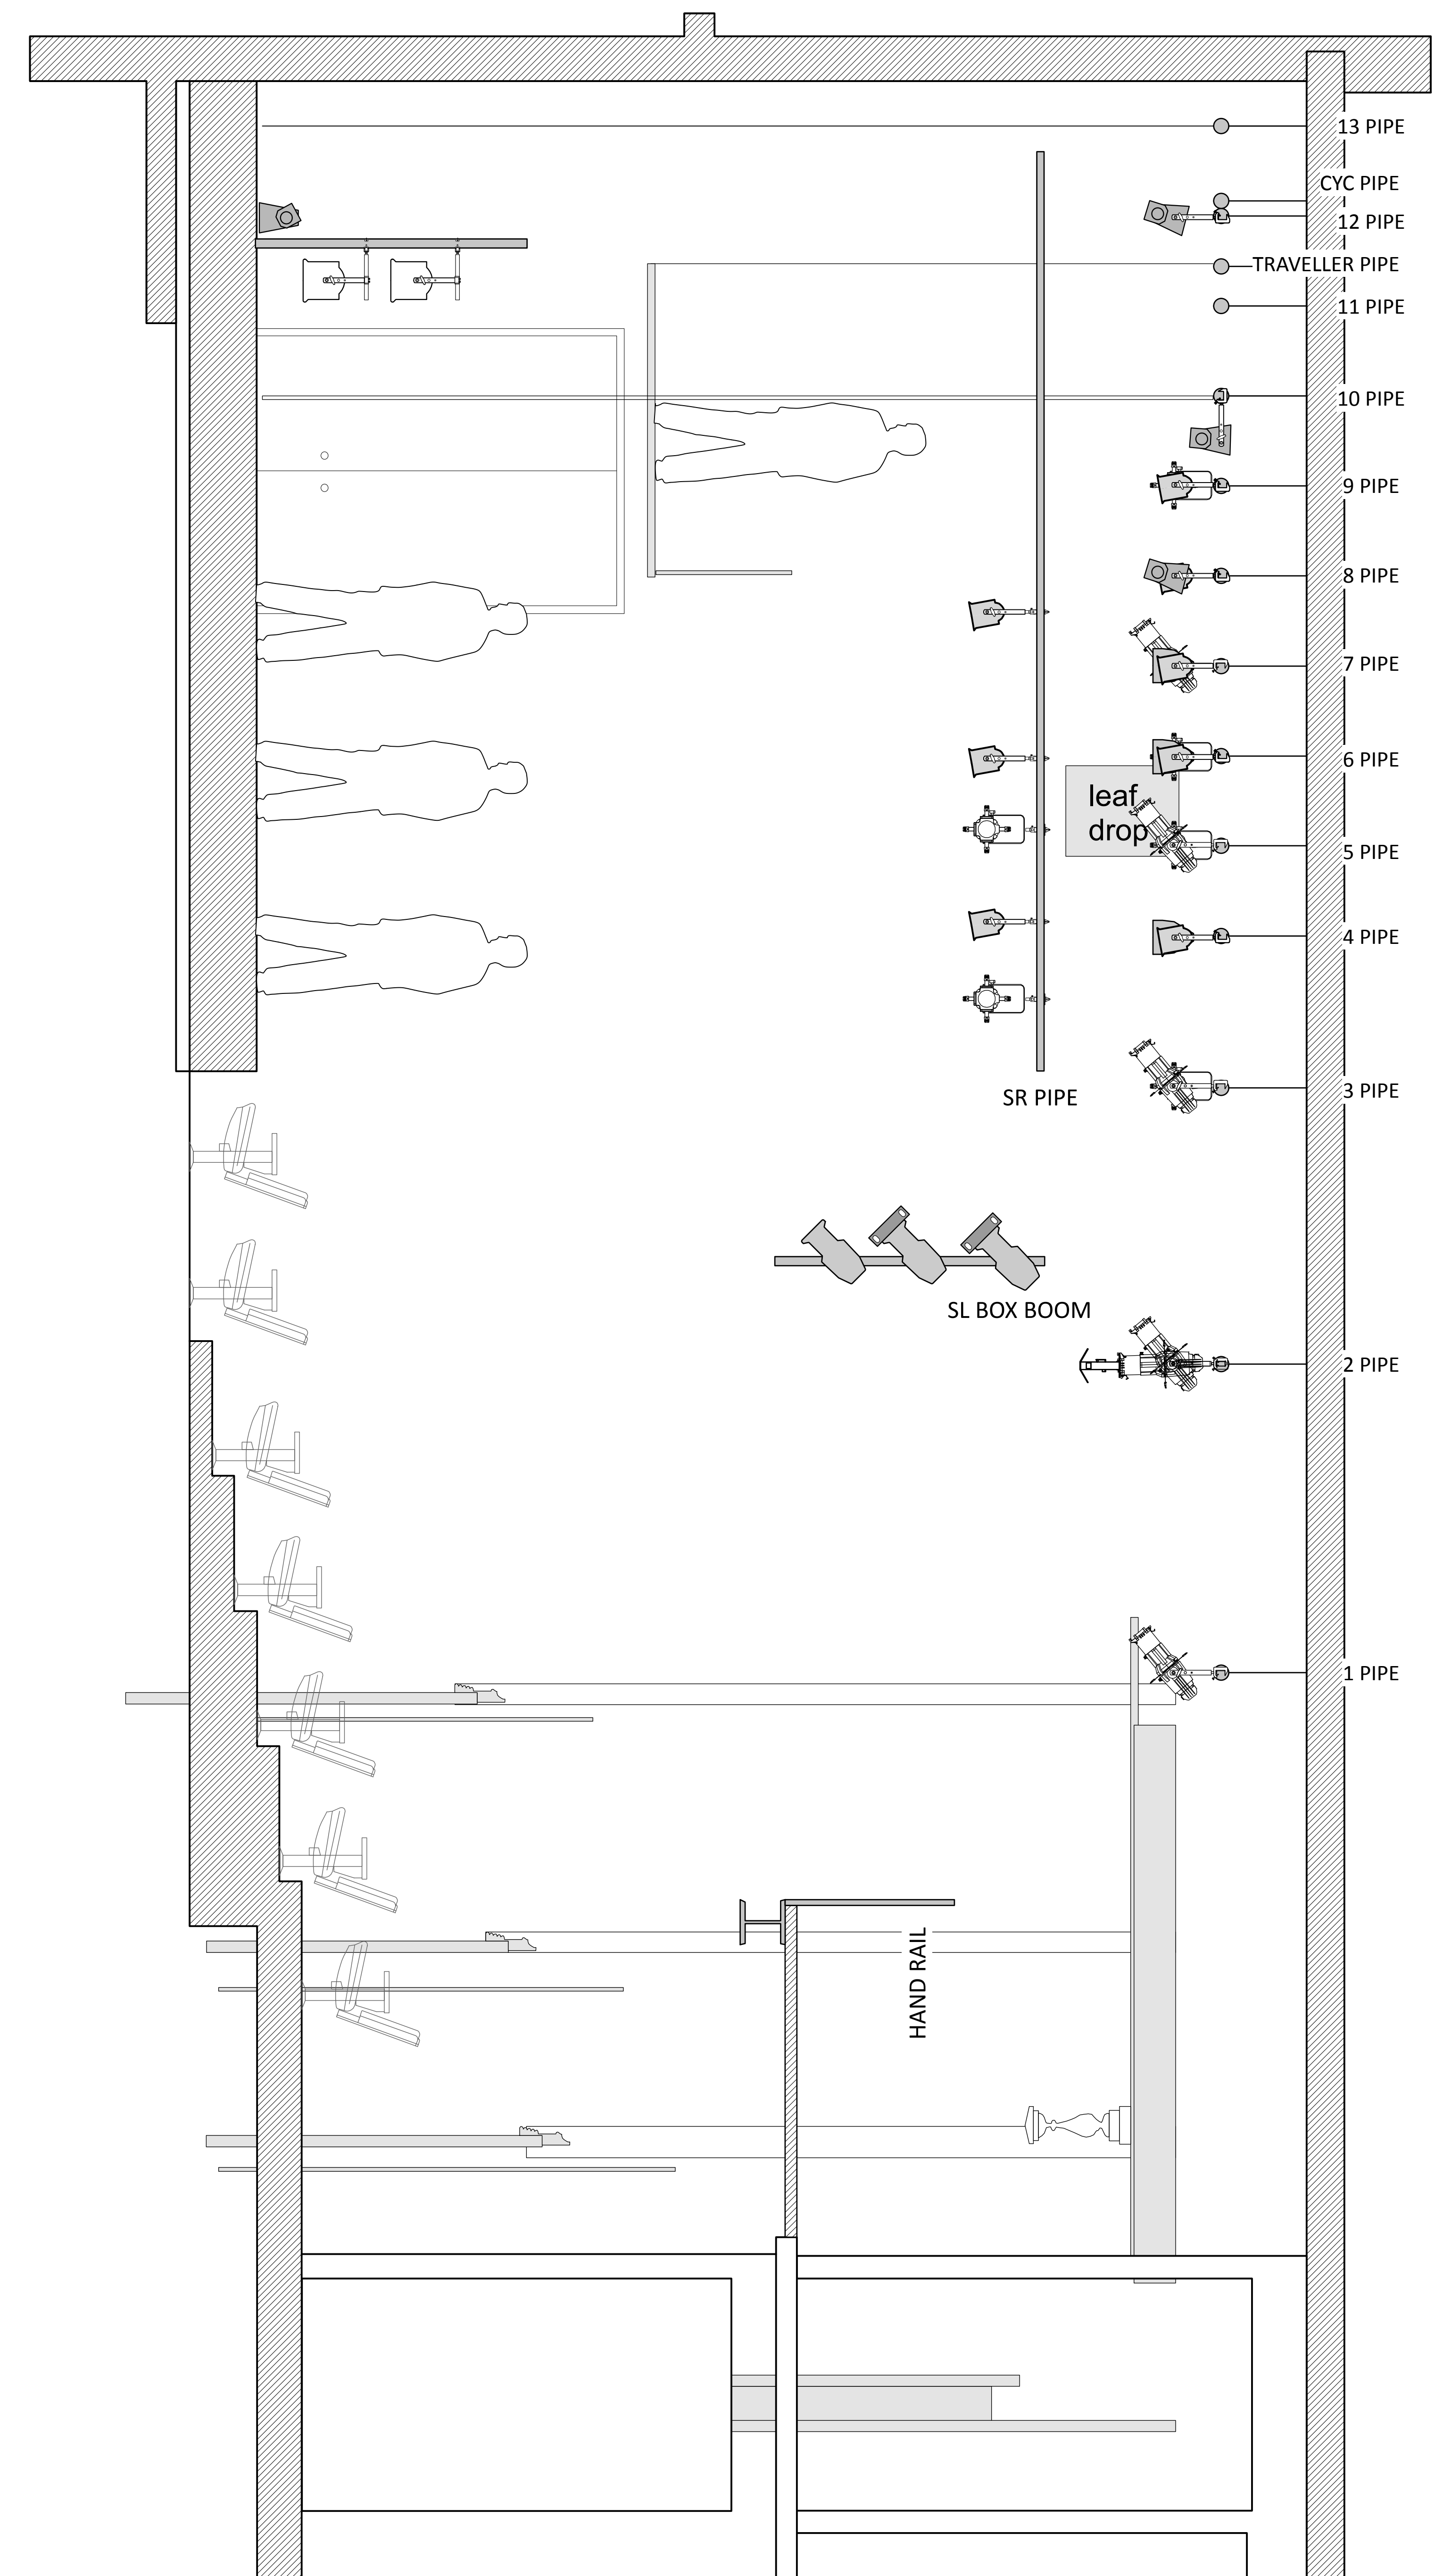 13 PIPE
CYC PIPE
12 PIPE
TRAVELLER PIPE
11 PIPE
10 PIPE
9 PIPE
8 PIPE
7 PIPE
6 PIPE
leaf
drop
5 PIPE
4 PIPE
SR PIPE
3 PIPE
SL BOX BOOM
2 PIPE
1 PIPE
HAND RAIL